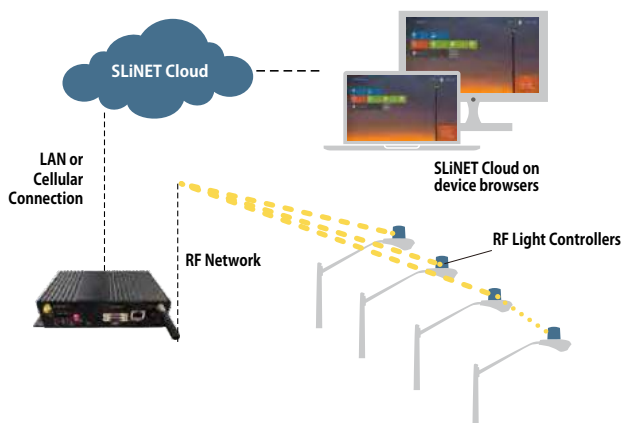 SLiNET Cloud
LAN or
Cellular
Connection
RF Network
SLiNET Cloud on
device browsers
RF Light Controllers